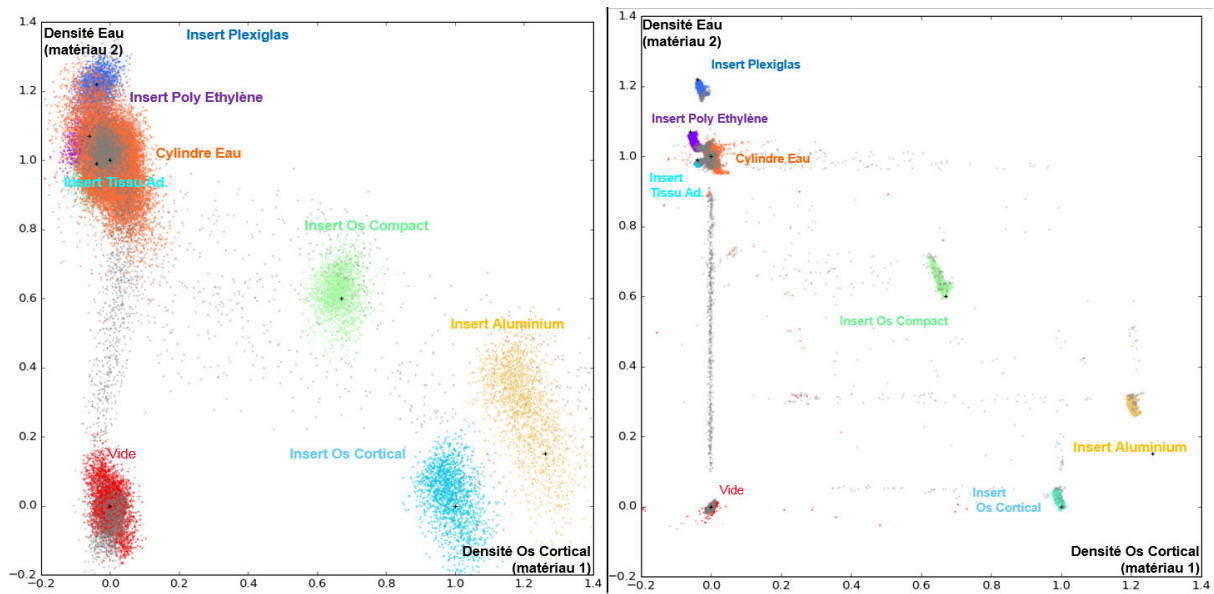 Densité Eau
(matériau 2)
Insert Plexiglas
Insert Poly Ethylène
Cylindre Eau
Insert Tissu Ad.
Insert Os Compact
Insert Aluminium
Insert Os Cortical
Vide
Densité Os Cortical
(matériau 1)
1.4
1.2
1.0
0.8
0.6
0.4
0.2
0.0
−0.2
−0.2
0.0
0.2
0.4
0.6
0.8
1.0
1.2
1.4
Densité Eau
(matériau 2)
Insert Plexiglas
Insert Poly Ethylène
Cylindre Eau
Insert
Tissu Ad.
Insert Os Compact
Insert Aluminium
Insert
Os Cortical
Vide
Densité Os Cortical
(matériau 1)
1.4
1.2
1.0
0.8
0.6
0.4
0.2
0.0
−0.2
−0.2
0.0
0.2
0.4
0.6
0.8
1.0
1.2
1.4